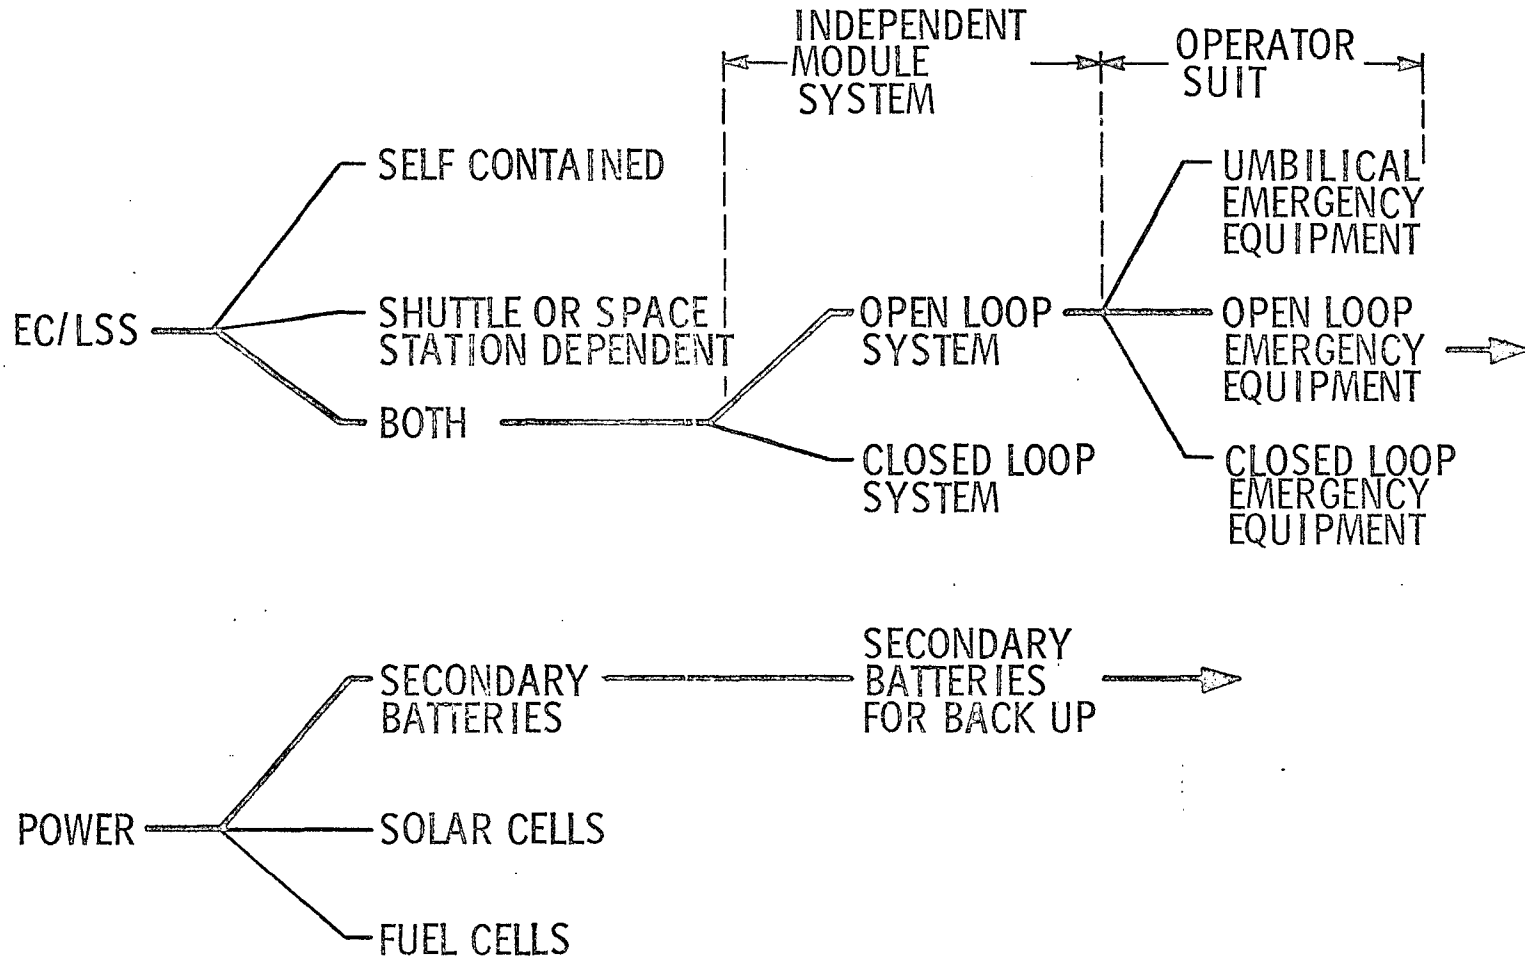 INDEPENDENT
MODULE
SYSTEM
OPERATOR
SUIT
SELF CONTAINED
UMBILICAL
EMERGENCY
EQUIPMENT
EC/LSS
SHUTTLE OR SPACE
STATION DEPENDENT
OPEN LOOP
SYSTEM
OPEN LOOP
EMERGENCY
EQUIPMENT
BOTH
CLOSED LOOP
SYSTEM
CLOSED LOOP
EMERGENCY
EQUIPMENT
SECONDARY
BATTERIES
SECONDARY
BATTERIES
FOR BACK UP
POWER
SOLAR CELLS
FUEL CELLS